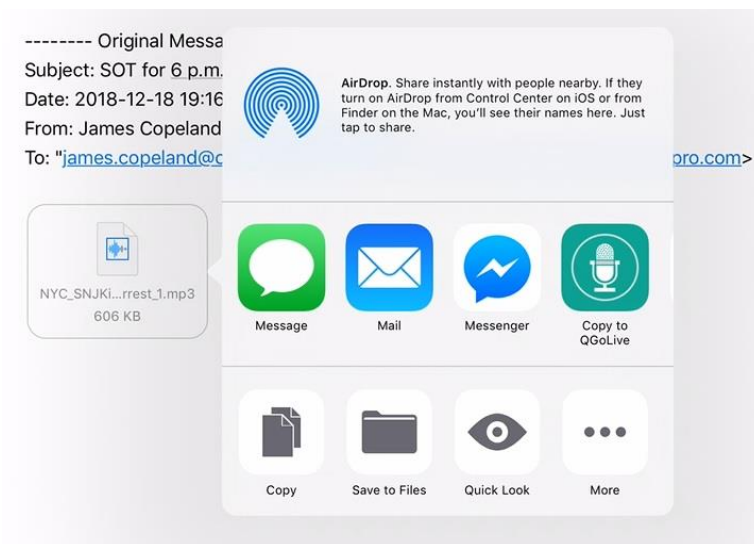 -------- Original Messa
Subject: SOT for 6 p.m.
Date: 2018-12-18 19:16
From: James Copeland
To: "james.copeland@c
pro.com>
NYC_SNJKi...rrest_1.mp3
606 KB
AirDrop. Share instantly with people nearby. If they
turn on AirDrop from Control Center on iOS or from
Finder on the Mac, you'll see their names here. Just
tap to share.
Message
Mail
Messenger
Copy to
QGoLive
Copy
Save to Files
Quick Look
More